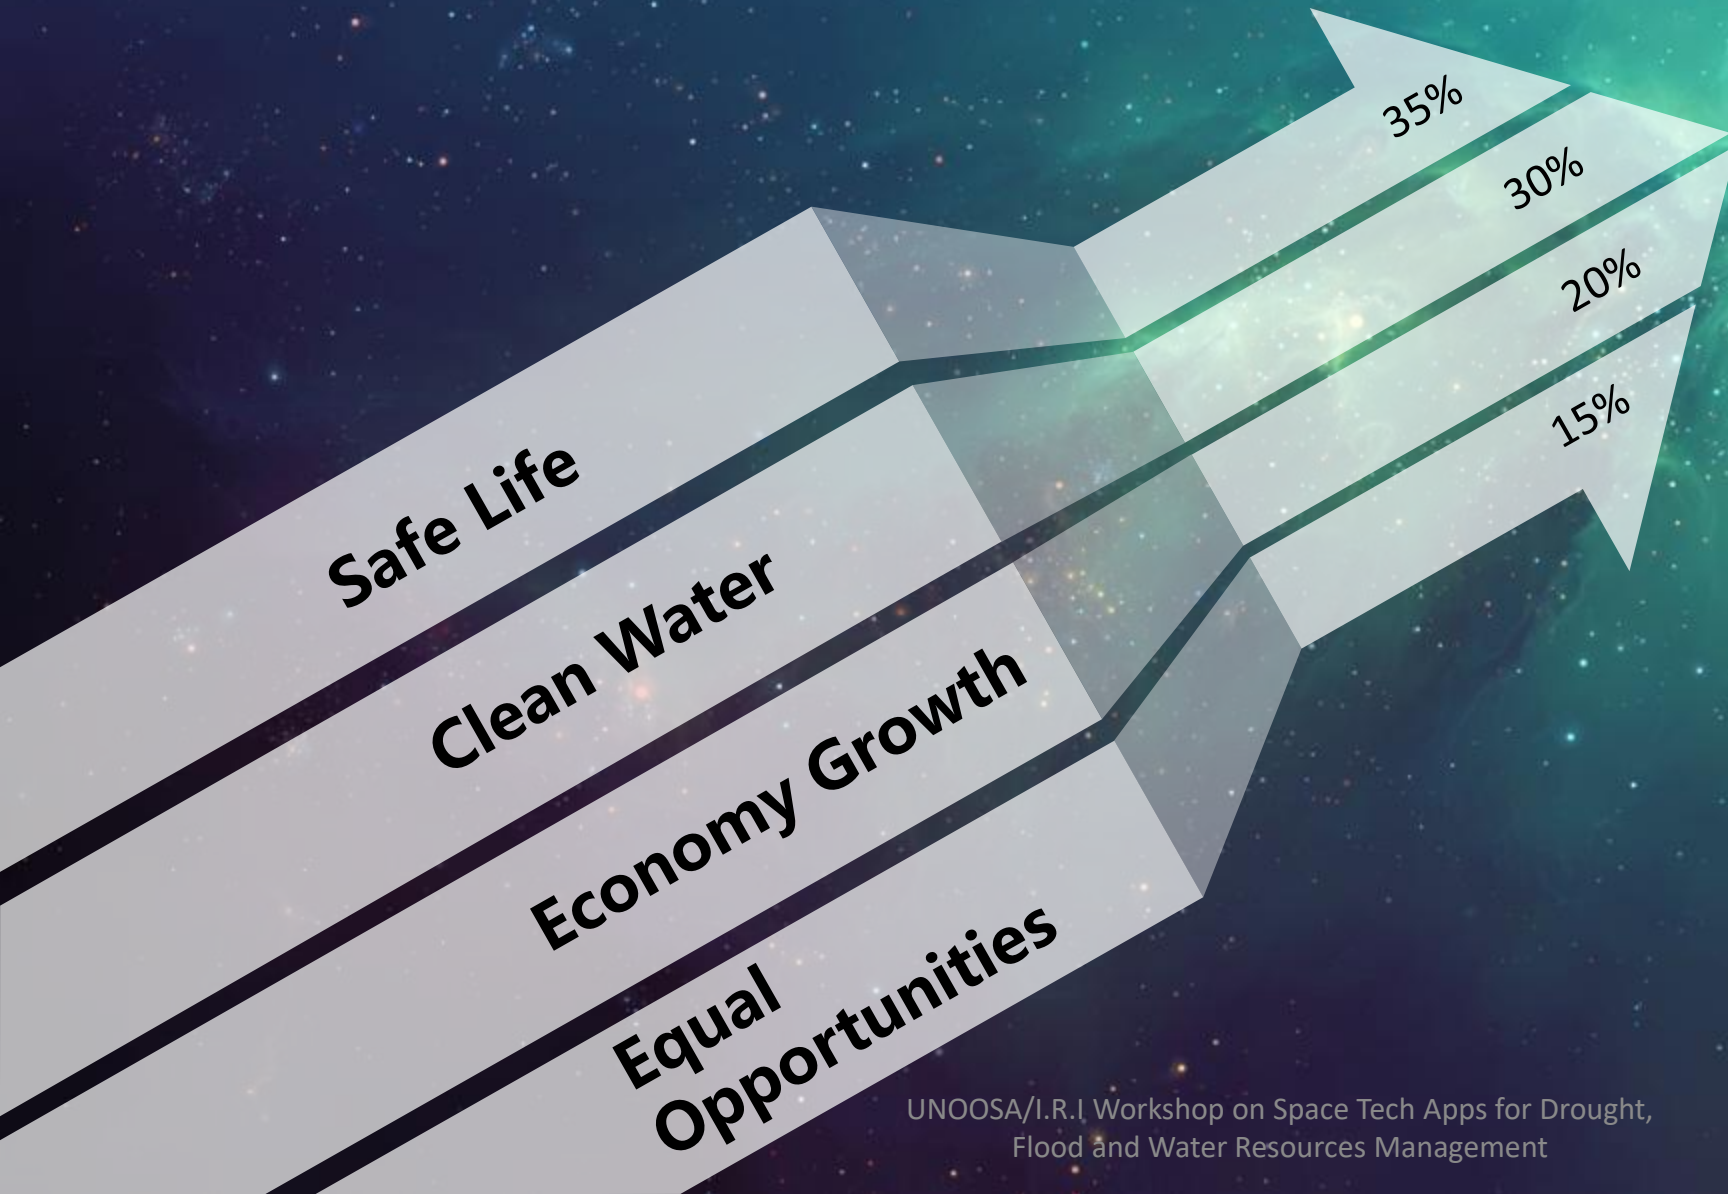 35%
30%
20%
15%
Safe Life
Clean Water
Economy Growth
Equal
Opportunities
UNOOSA/I.R.I Workshop on Space Tech Apps for Drought,
Flood and Water Resources Management